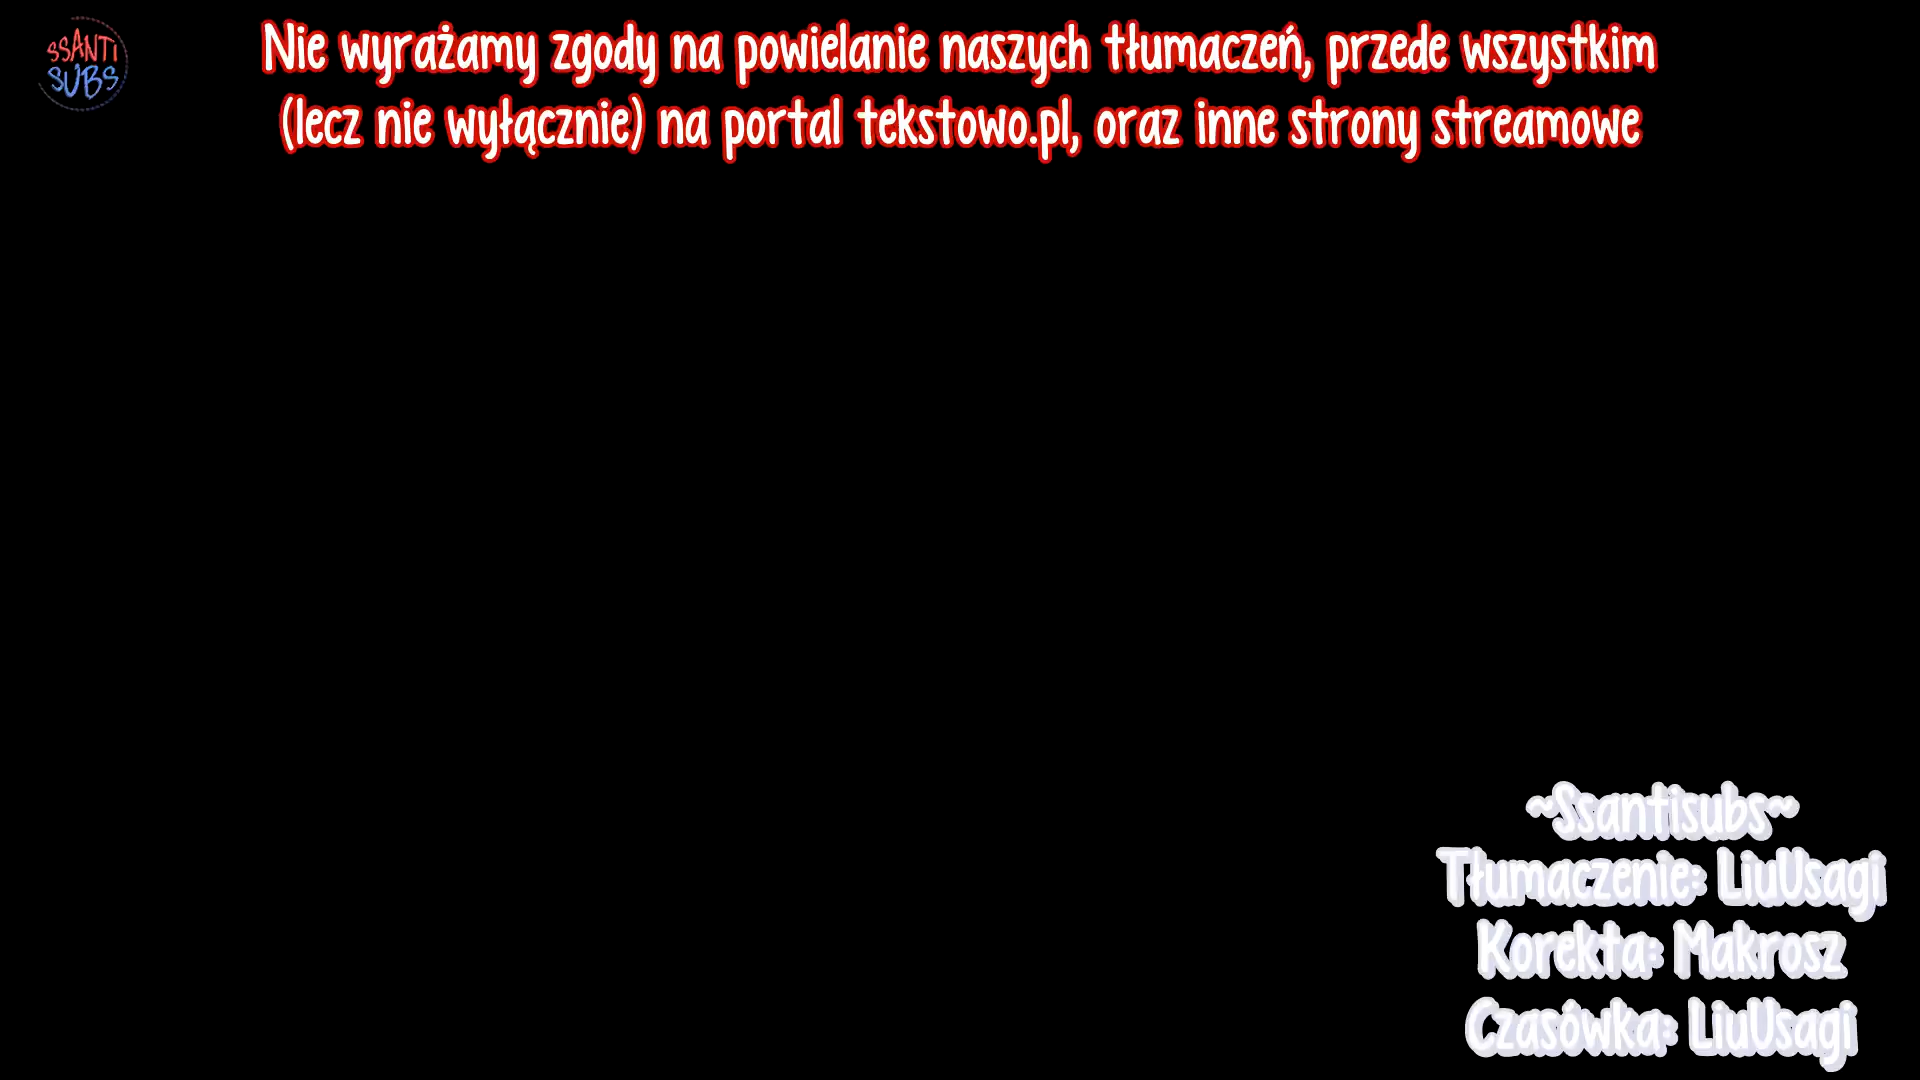 SSANTI
SUBS
Nie wyrażamy zgody na powielanie naszych tłumaczeń, przede wszystkim
(lecz nie wyłącznie) na portal tekstowo.pl, oraz inne strony streamowe
~Ssantisubs~
Tłumaczenie: LiuUsagi
Korekta: Makrosz
Czasówka: LiuUsagi